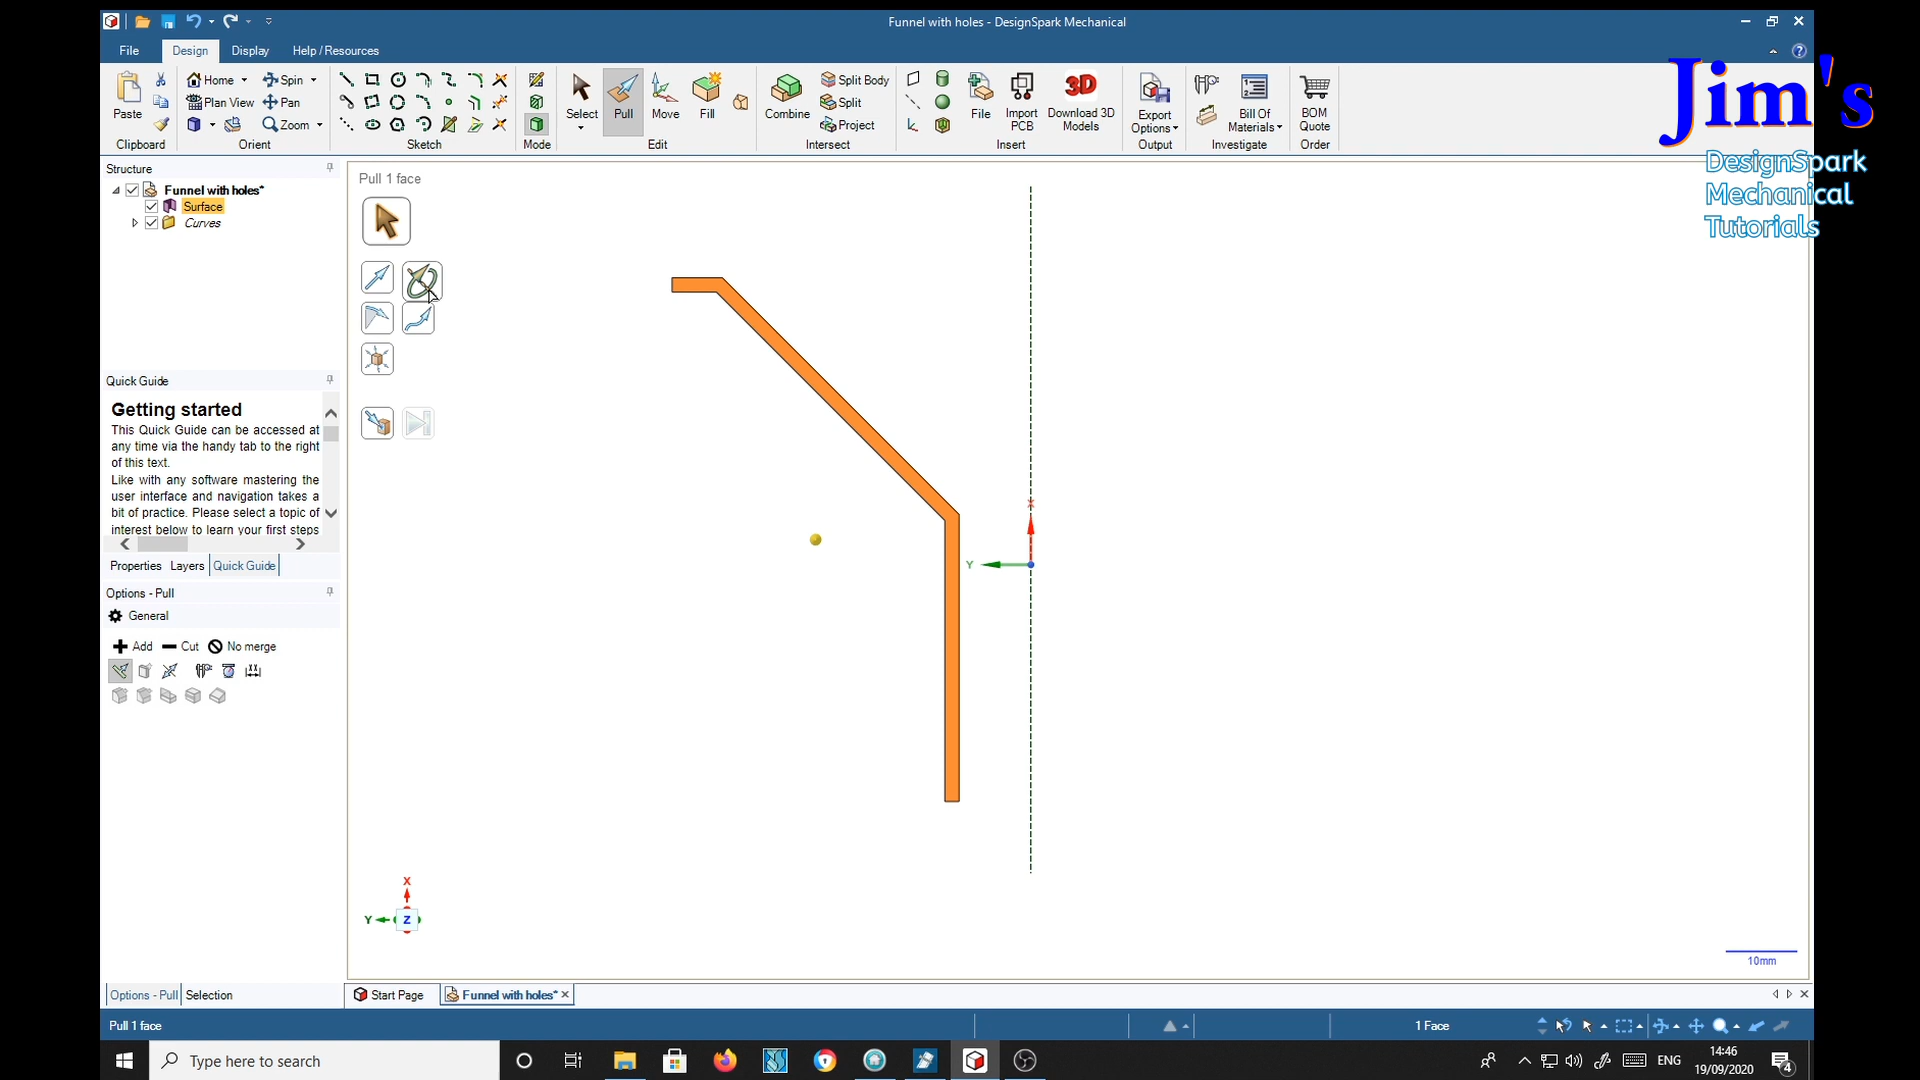 Funnel with holes - DesignSpark Mechanical
File
Design
Display
Help / Resources
Paste
Home
Plan View
Spin
Pan
Zoom
Select
Pull
Move
Fill
Combine
Split Body
Split
Project
File
Import PCB
Download 3D Models
3D
Export Options
Bill Of Materials
BOM Quote
Clipboard
Orient
Sketch
Mode
Edit
Intersect
Insert
Output
Investigate
Order
Jim's
DesignSpark
Mechanical
Tutorials
Structure
Funnel with holes*
Surface
Curves
Pull 1 face
Quick Guide
Getting started
This Quick Guide can be accessed at
any time via the handy tab to the right
of this text.
Like with any software mastering the
user interface and navigation takes a
bit of practice. Please select a topic of
interest below to learn your first steps
Properties Layers Quick Guide
Options - Pull
General
Add Cut No merge
X
Y
X
Y Z
10mm
Options - Pull Selection
Start Page
Funnel with holes*
Pull 1 face
1 Face
Type here to search
ENG
14:46
19/09/2020
4